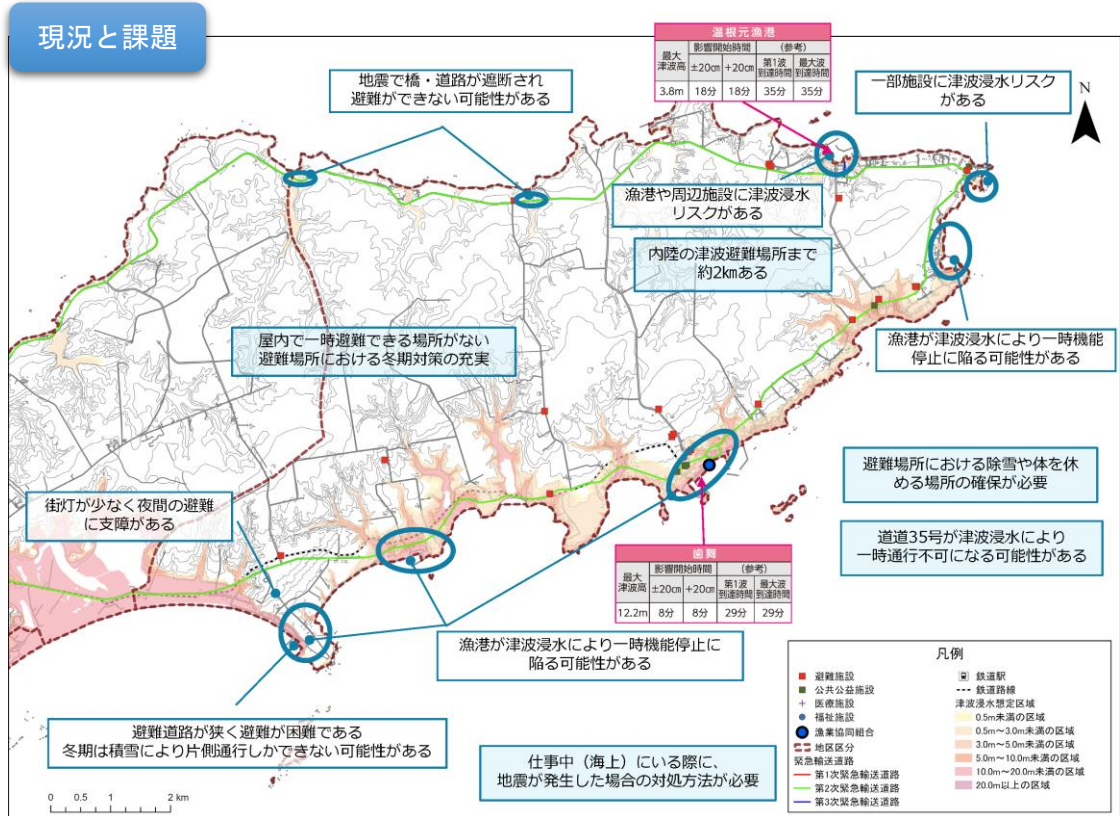 現況と課題
温根元漁港
最大
津波高
影響開始時間
(参考)
±20cm
+20cm
第1波
到達時間
最大波
到達時間
3.8m
18分
18分
35分
35分
地震で橋・道路が遮断され
避難ができない可能性がある
一部施設に津波浸水リスク
がある
N
漁港や周辺施設に津波浸水
リスクがある
内陸の津波避難場所まで
約2kmある
屋内で一時避難できる場所がない
避難場所における冬期対策の充実
漁港が津波浸水により一時機能
停止に陥る可能性がある
避難場所における除雪や体を休
める場所の確保が必要
街灯が少なく夜間の避難
に支障がある
道道35号が津波浸水により
一時通行不可になる可能性がある
歯舞
最大
津波高
影響開始時間
(参考)
±20cm
+20cm
第1波
到達時間
最大波
到達時間
12.2m
8分
8分
29分
29分
漁港が津波浸水により一時機能停止に
陥る可能性がある
避難道路が狭く避難が困難である
冬期は積雪により片側通行しかできない可能性がある
仕事中（海上）にいる際に、
地震が発生した場合の対処方法が必要
0 0.5 1 2 km
凡例
避難施設
公共公益施設
医療施設
福祉施設
漁業協同組合
地区区分
緊急輸送道路
第1次緊急輸送道路
第2次緊急輸送道路
第3次緊急輸送道路
鉄道駅
鉄道路線
津波浸水想定区域
0.5m未満の区域
0.5m～3.0m未満の区域
3.0m～5.0m未満の区域
5.0m～10.0m未満の区域
10.0m～20.0m未満の区域
20.0m以上の区域